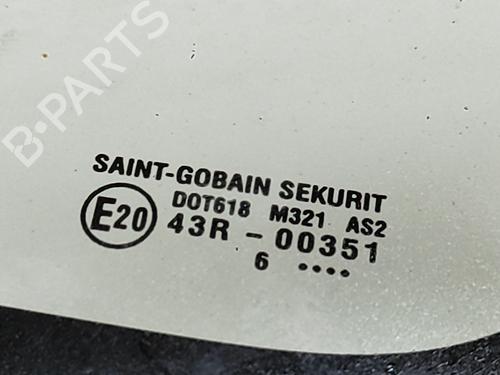 B-PARTS
SAINT-GOBAIN SEKURIT
DOT618 M321 AS2
E20 43R - 00351
6 ••••